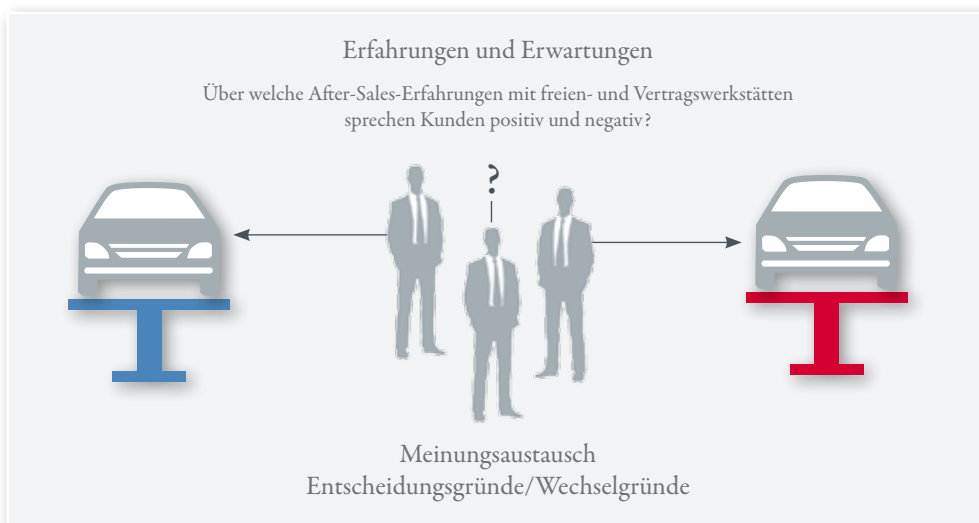 Erfahrungen und Erwartungen
Über welche After-Sales-Erfahrungen mit freien- und Vertragswerkstätten
sprechen Kunden positiv und negativ?
?
Meinungsaustausch
Entscheidungsgründe/Wechselgründe